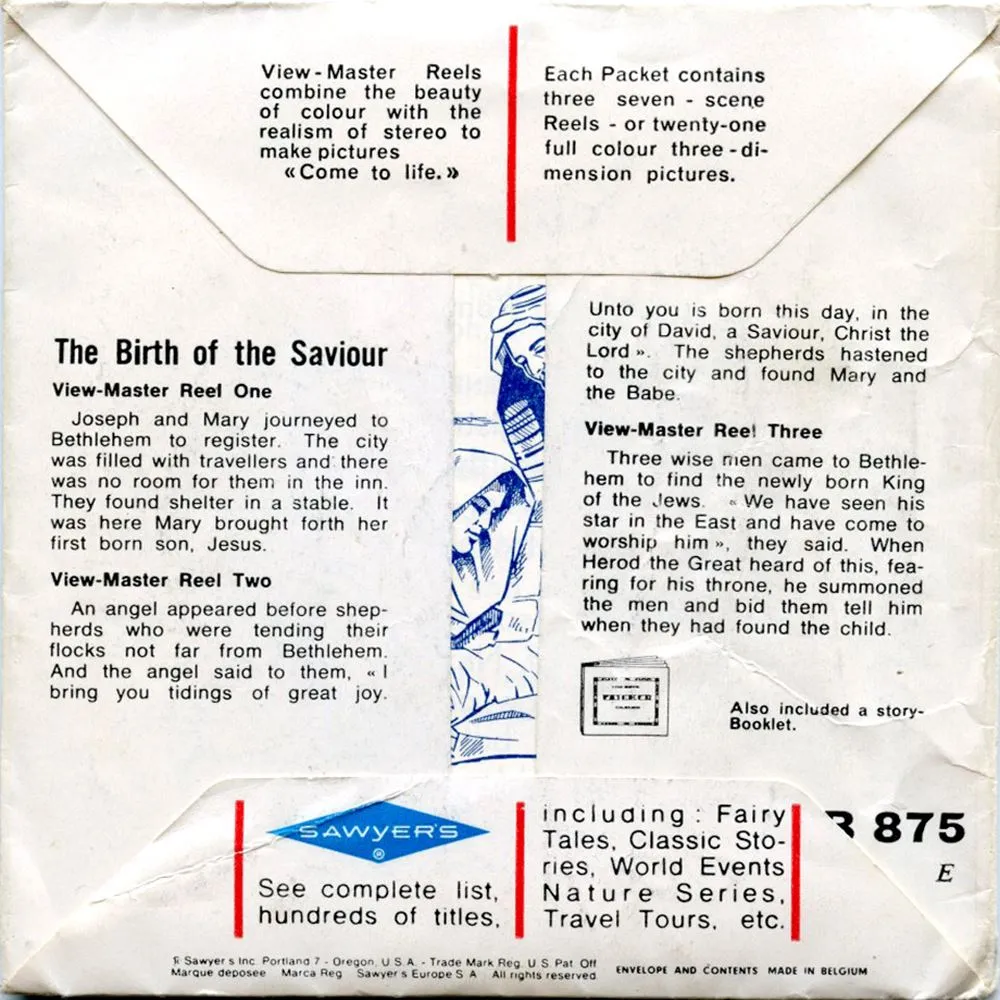 View-Master Reels
combine the beauty
of colour with the
realism of stereo to
make pictures
«Come to life.»
Each Packet contains
three seven - scene
Reels - or twenty-one
full colour three-di-
mension pictures.
The Birth of the Saviour
View-Master Reel One
Joseph and Mary journeyed to
Bethlehem to register. The city
was filled with travellers and there
was no room for them in the inn.
They found shelter in a stable. It
was here Mary brought forth her
first born son, Jesus.
View-Master Reel Two
An angel appeared before shep-
herds who were tending their
flocks not far from Bethlehem.
And the angel said to them, «I
bring you tidings of great joy.
Unto you is born this day, in the
city of David, a Saviour, Christ the
Lord». The shepherds hastened
to the city and found Mary and
the Babe.
View-Master Reel Three
Three wise men came to Bethle-
hem to find the newly born King
of the Jews. «We have seen his
star in the East and have come to
worship him», they said. When
Herod the Great heard of this, fea-
ring for his throne, he summoned
the men and bid them tell him
when they had found the child.
Also included a story-
Booklet.
SAWYER'S
®
See complete list,
hundreds of titles,
including : Fairy
Tales, Classic Sto-
ries, World Events
Nature Series,
Travel Tours, etc.
B 875
E
® Sawyer's Inc. Portland 7 - Oregon, U.S.A. - Trade Mark Reg. U.S. Pat. Off
Marque deposee Marca Reg Sawyer's Europe S A All rights reserved
ENVELOPE AND CONTENTS MADE IN BELGIUM